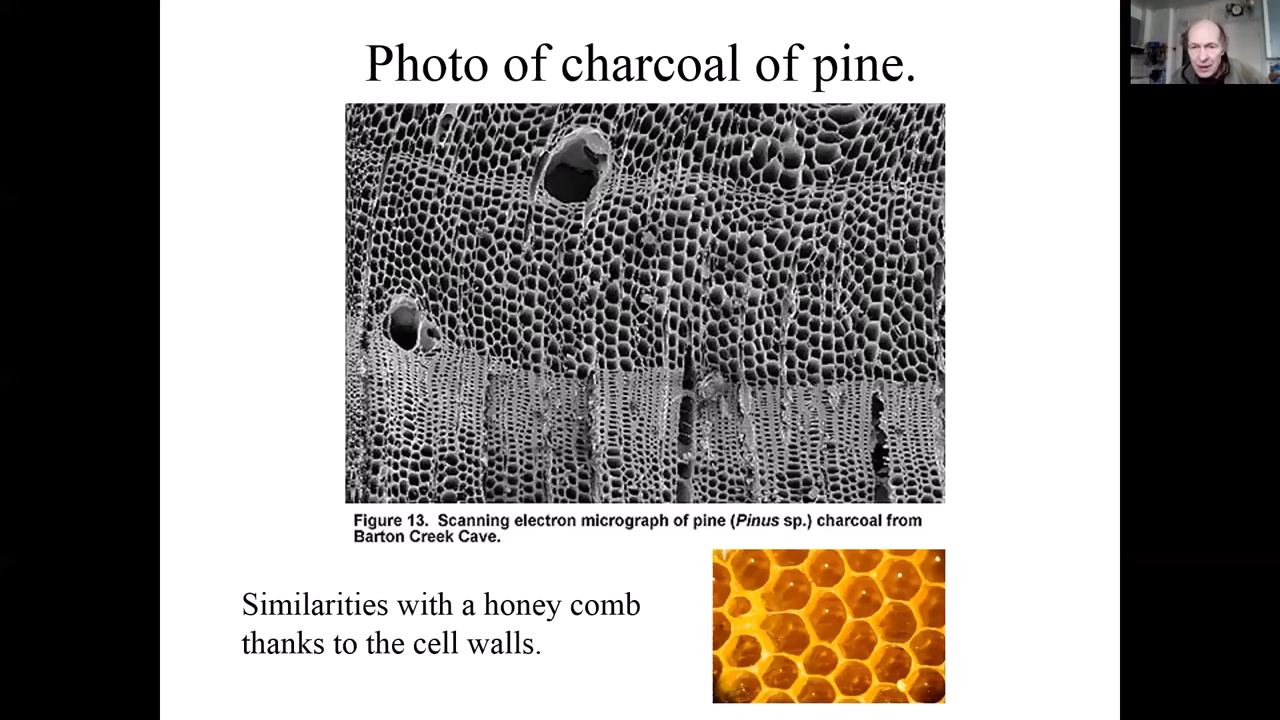 Photo of charcoal of pine.
Figure 13. Scanning electron micrograph of pine (Pinus sp.) charcoal from
Barton Creek Cave.
Similarities with a honey comb
thanks to the cell walls.